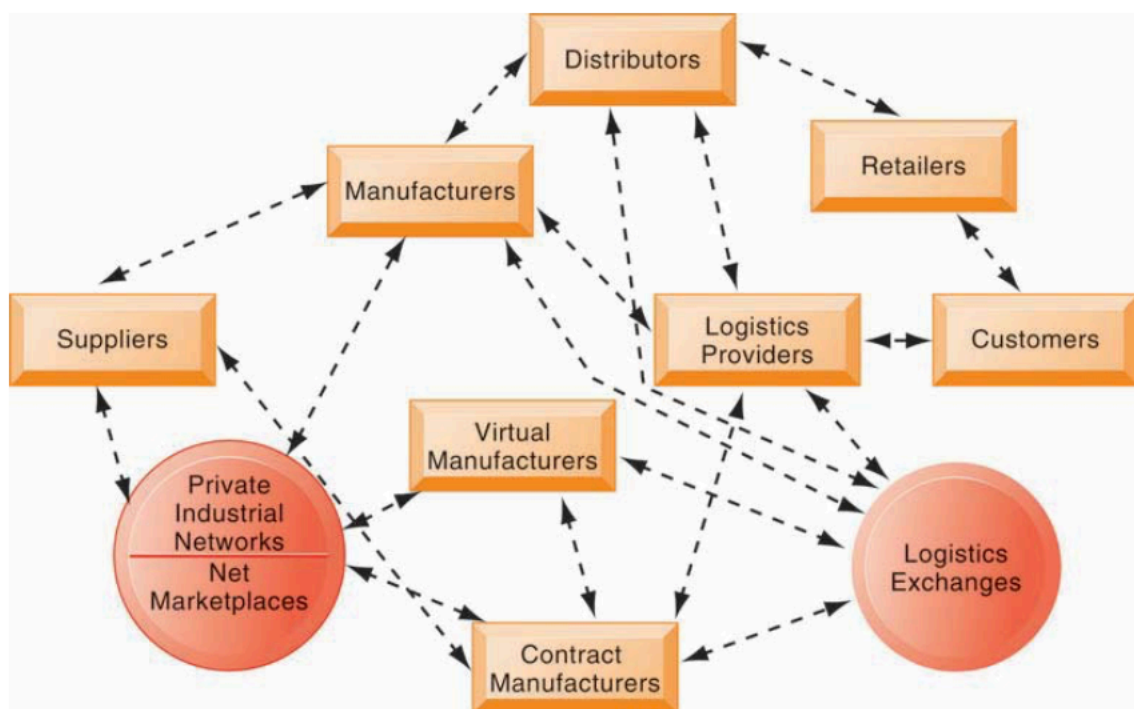 Distributors
Retailers
Manufacturers
Suppliers
Logistics
Providers
Customers
Virtual
Manufacturers
Private
Industrial
Networks
Net
Marketplaces
Logistics
Exchanges
Contract
Manufacturers